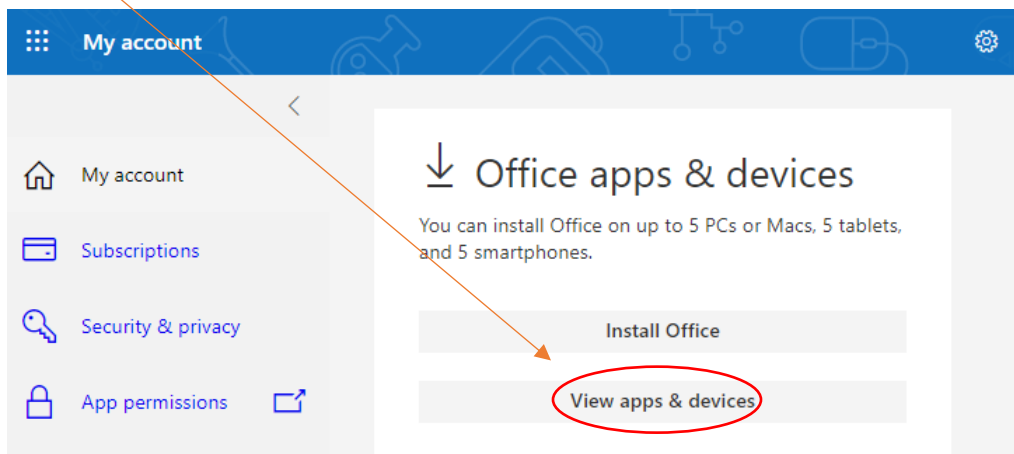 My account
My account
Subscriptions
Security & privacy
App permissions
Office apps & devices
You can install Office on up to 5 PCs or Macs, 5 tablets,
and 5 smartphones.
Install Office
View apps & devices